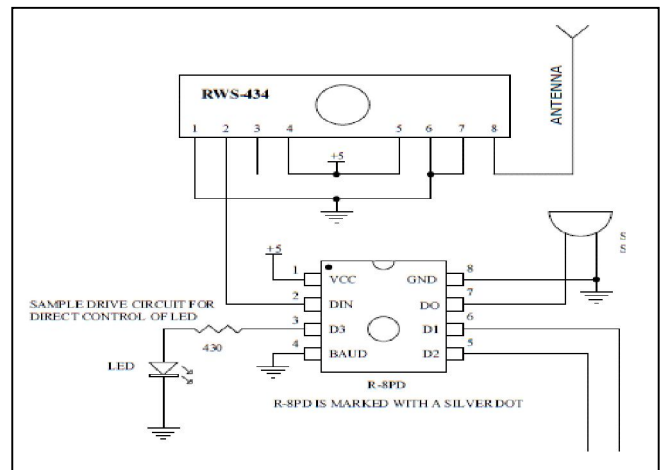 RWS-434
1 2 3 4 5 6 7 8
ANTENNA
+5
+5
S
S
1 VCC GND 8
2 DIN DO 7
3 D3 D1 6
4 BAUD D2 5
SAMPLE DRIVE CIRCUIT FOR
DIRECT CONTROL OF LED
430
LED
R-8PD
R-8PD IS MARKED WITH A SILVER DOT